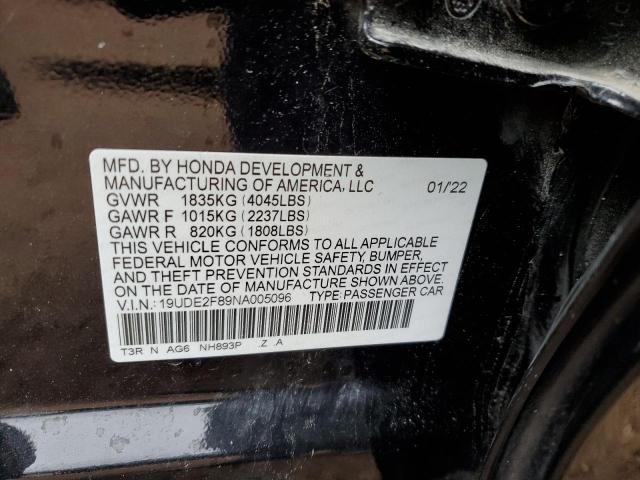 MFD. BY HONDA DEVELOPMENT &
MANUFACTURING OF AMERICA, LLC 01/'22
GVWR 1835KG (4045LBS)
GAWR F 1015KG (2237LBS)
GAWR R 820KG (1808LBS)
THIS VEHICLE CONFORMS TO ALL APPLICABLE
FEDERAL MOTOR VEHICLE SAFETY, BUMPER,
AND THEFT PREVENTION STANDARDS IN EFFECT
ON THE DATE OF MANUFACTURE SHOWN ABOVE.
V.I.N.: 19UDE2F89NA005096 TYPE: PASSENGER CAR
T3R N AG6 NH893P .Z .A